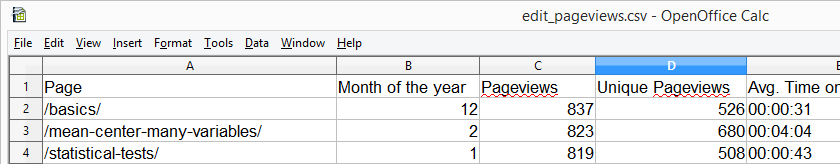 edit_pageviews.csv - OpenOffice Calc
File Edit View Insert Format Tools Data Window Help
A B C D E
1 Page Month of the year Pageviews Unique Pageviews Avg. Time on
2 /basics/ 12 837 526 00:00:31
3 /mean-center-many-variables/ 2 823 680 00:04:04
4 /statistical-tests/ 1 819 508 00:00:43